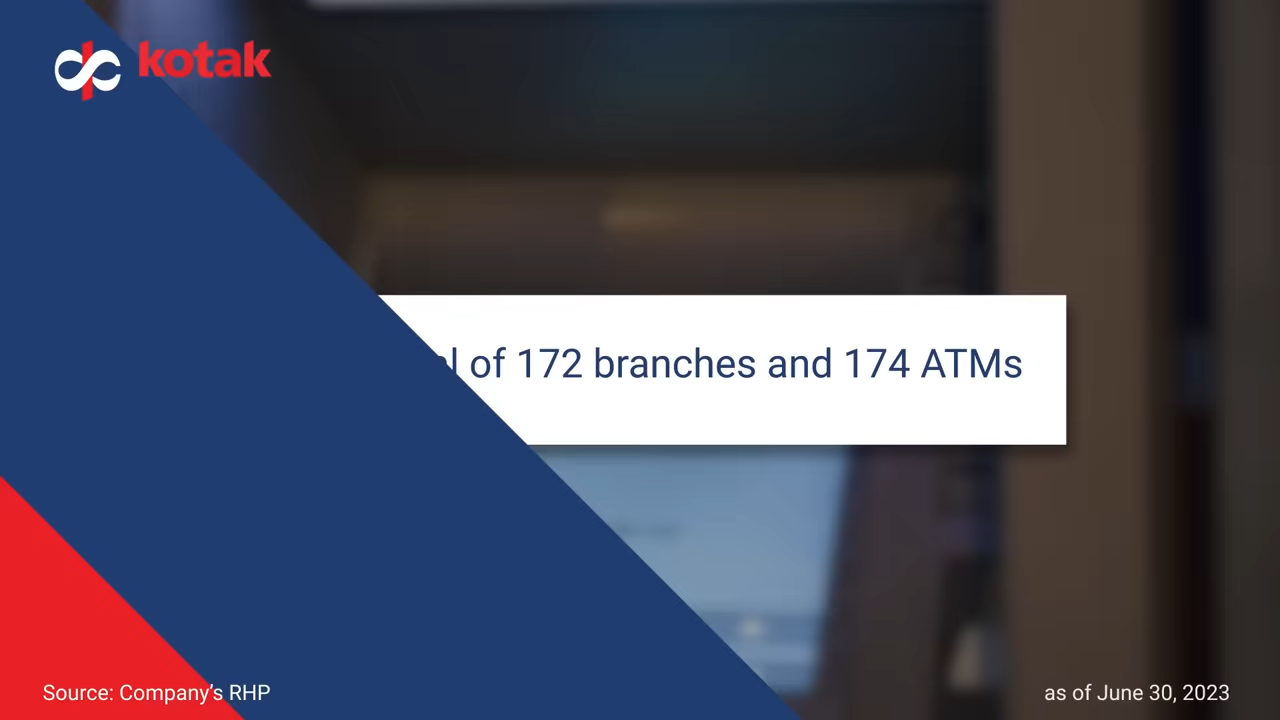 kotak
of 172 branches and 174 ATMs
Source: Company's RHP
as of June 30, 2023